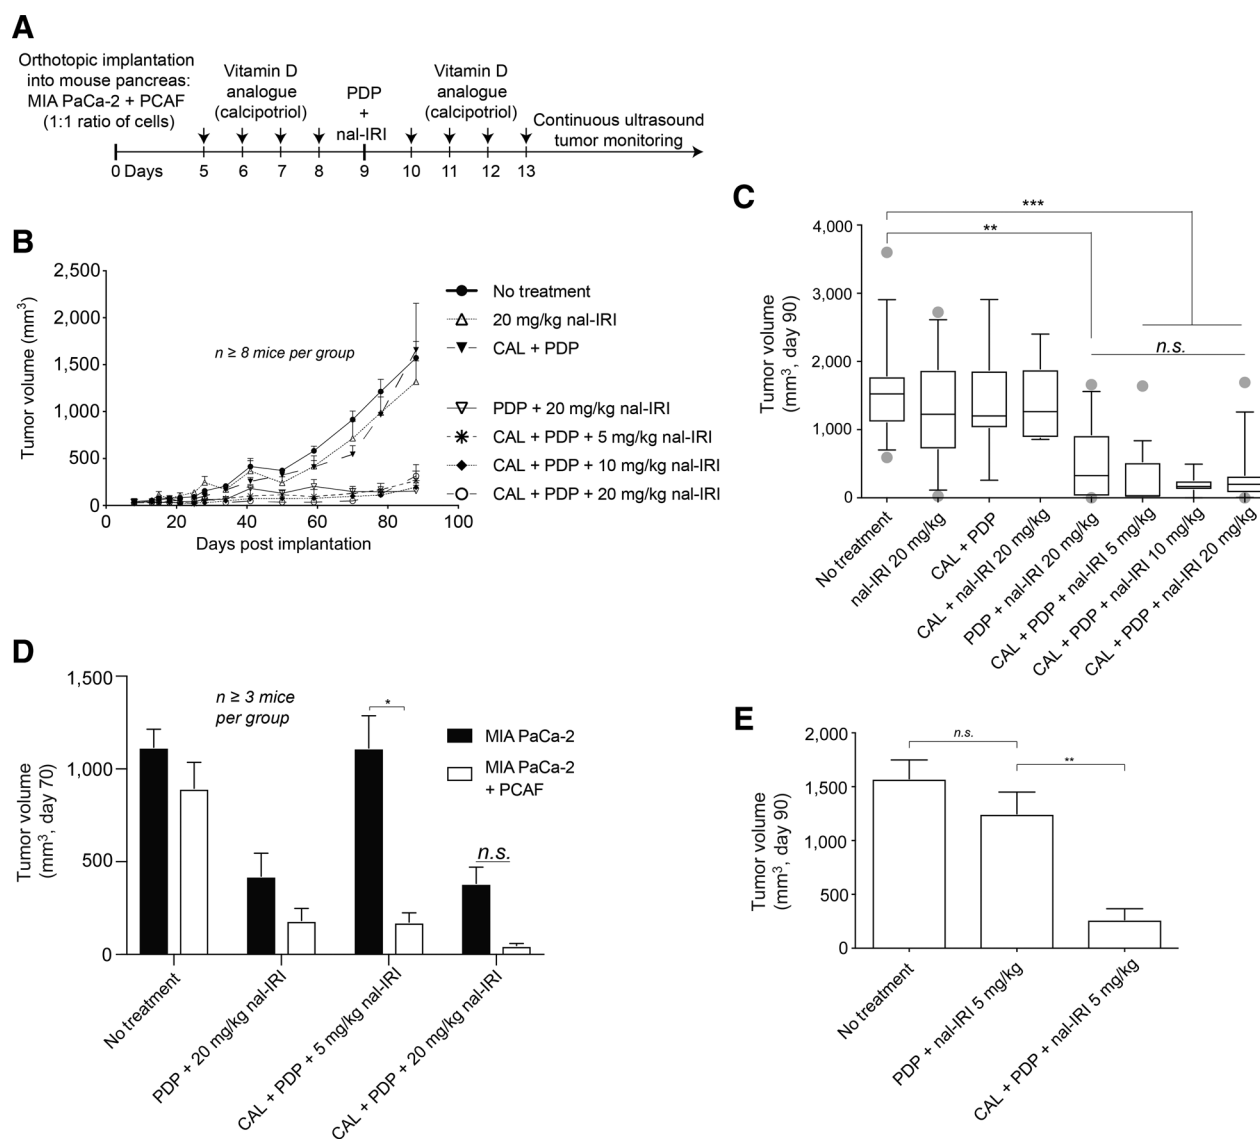 A
Orthotopic implantation
into mouse pancreas:
MIA PaCa-2 + PCAF
(1:1 ratio of cells)
Vitamin D
analogue
(calcipotriol)
PDP
+
nal-IRI
Vitamin D
analogue
(calcipotriol)
Continuous ultrasound
tumor monitoring
0 Days 5 6 7 8 9 10 11 12 13
B
Tumor volume (mm³)
2,500
2,000
1,500
1,000
500
0
0 20 40 60 80 100
Days post implantation
n ≥ 8 mice per group
No treatment
20 mg/kg nal-IRI
CAL + PDP
PDP + 20 mg/kg nal-IRI
CAL + PDP + 5 mg/kg nal-IRI
CAL + PDP + 10 mg/kg nal-IRI
CAL + PDP + 20 mg/kg nal-IRI
C
Tumor volume
(mm³, day 90)
4,000
3,000
2,000
1,000
0
***
**
n.s.
No treatment
nal-IRI 20 mg/kg
CAL + PDP
CAL + nal-IRI 20 mg/kg
PDP + nal-IRI 20 mg/kg
CAL + PDP + nal-IRI 5 mg/kg
CAL + PDP + nal-IRI 10 mg/kg
CAL + PDP + nal-IRI 20 mg/kg
D
Tumor volume
(mm³, day 70)
1,500
1,000
500
0
n ≥ 3 mice
per group
*
n.s.
MIA PaCa-2
MIA PaCa-2
+ PCAF
No treatment
PDP + 20 mg/kg nal-IRI
CAL + PDP + 5 mg/kg nal-IRI
CAL + PDP + 20 mg/kg nal-IRI
E
Tumor volume
(mm³, day 90)
2,000
1,500
1,000
500
0
n.s.
**
No treatment
PDP + nal-IRI 5 mg/kg
CAL + PDP + nal-IRI 5 mg/kg